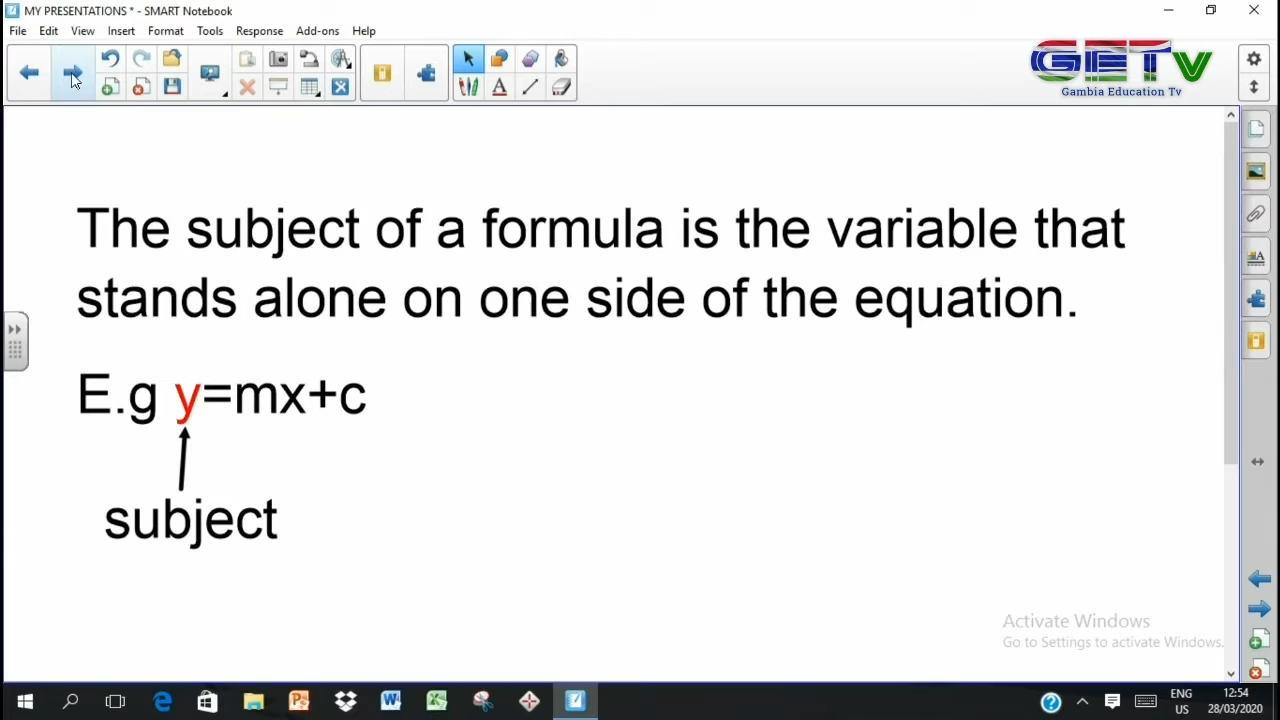 MY PRESENTATIONS * - SMART Notebook
File Edit View Insert Format Tools Response Add-ons Help
GETV
Gambia Education Tv
The subject of a formula is the variable that
stands alone on one side of the equation.
E.g y=mx+c
subject
Activate Windows
Go to Settings to activate Windows.
ENG 12:54
US 28/03/2020